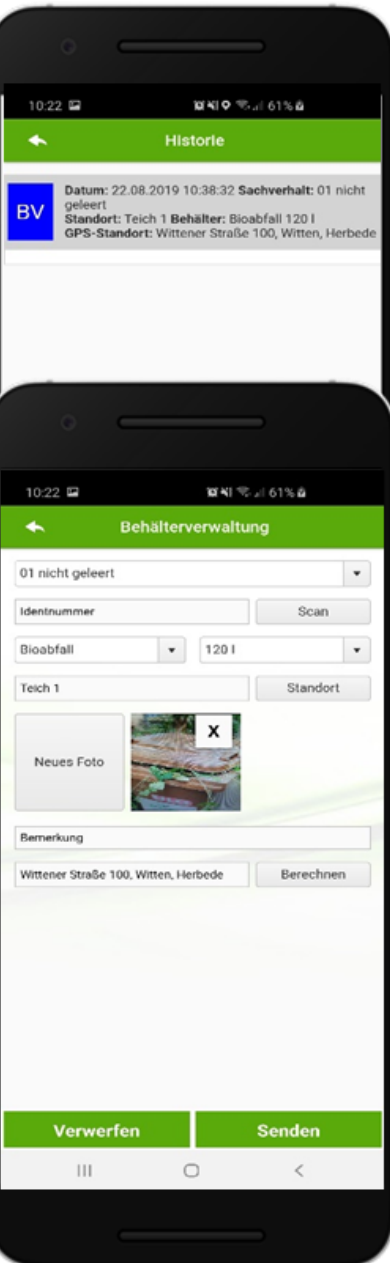 10:22 61%
Historie
BV
Datum: 22.08.2019 10:38:32 Sachverhalt: 01 nicht
geleert
Standort: Teich 1 Behälter: Bioabfall 120 l
GPS-Standort: Wittener Straße 100, Witten, Herbede
10:22 61%
Behälterverwaltung
01 nicht geleert
Identnummer Scan
Bioabfall 120 l
Teich 1 Standort
Neues Foto X
Bemerkung
Wittener Straße 100, Witten, Herbede Berechnen
Verwerfen Senden